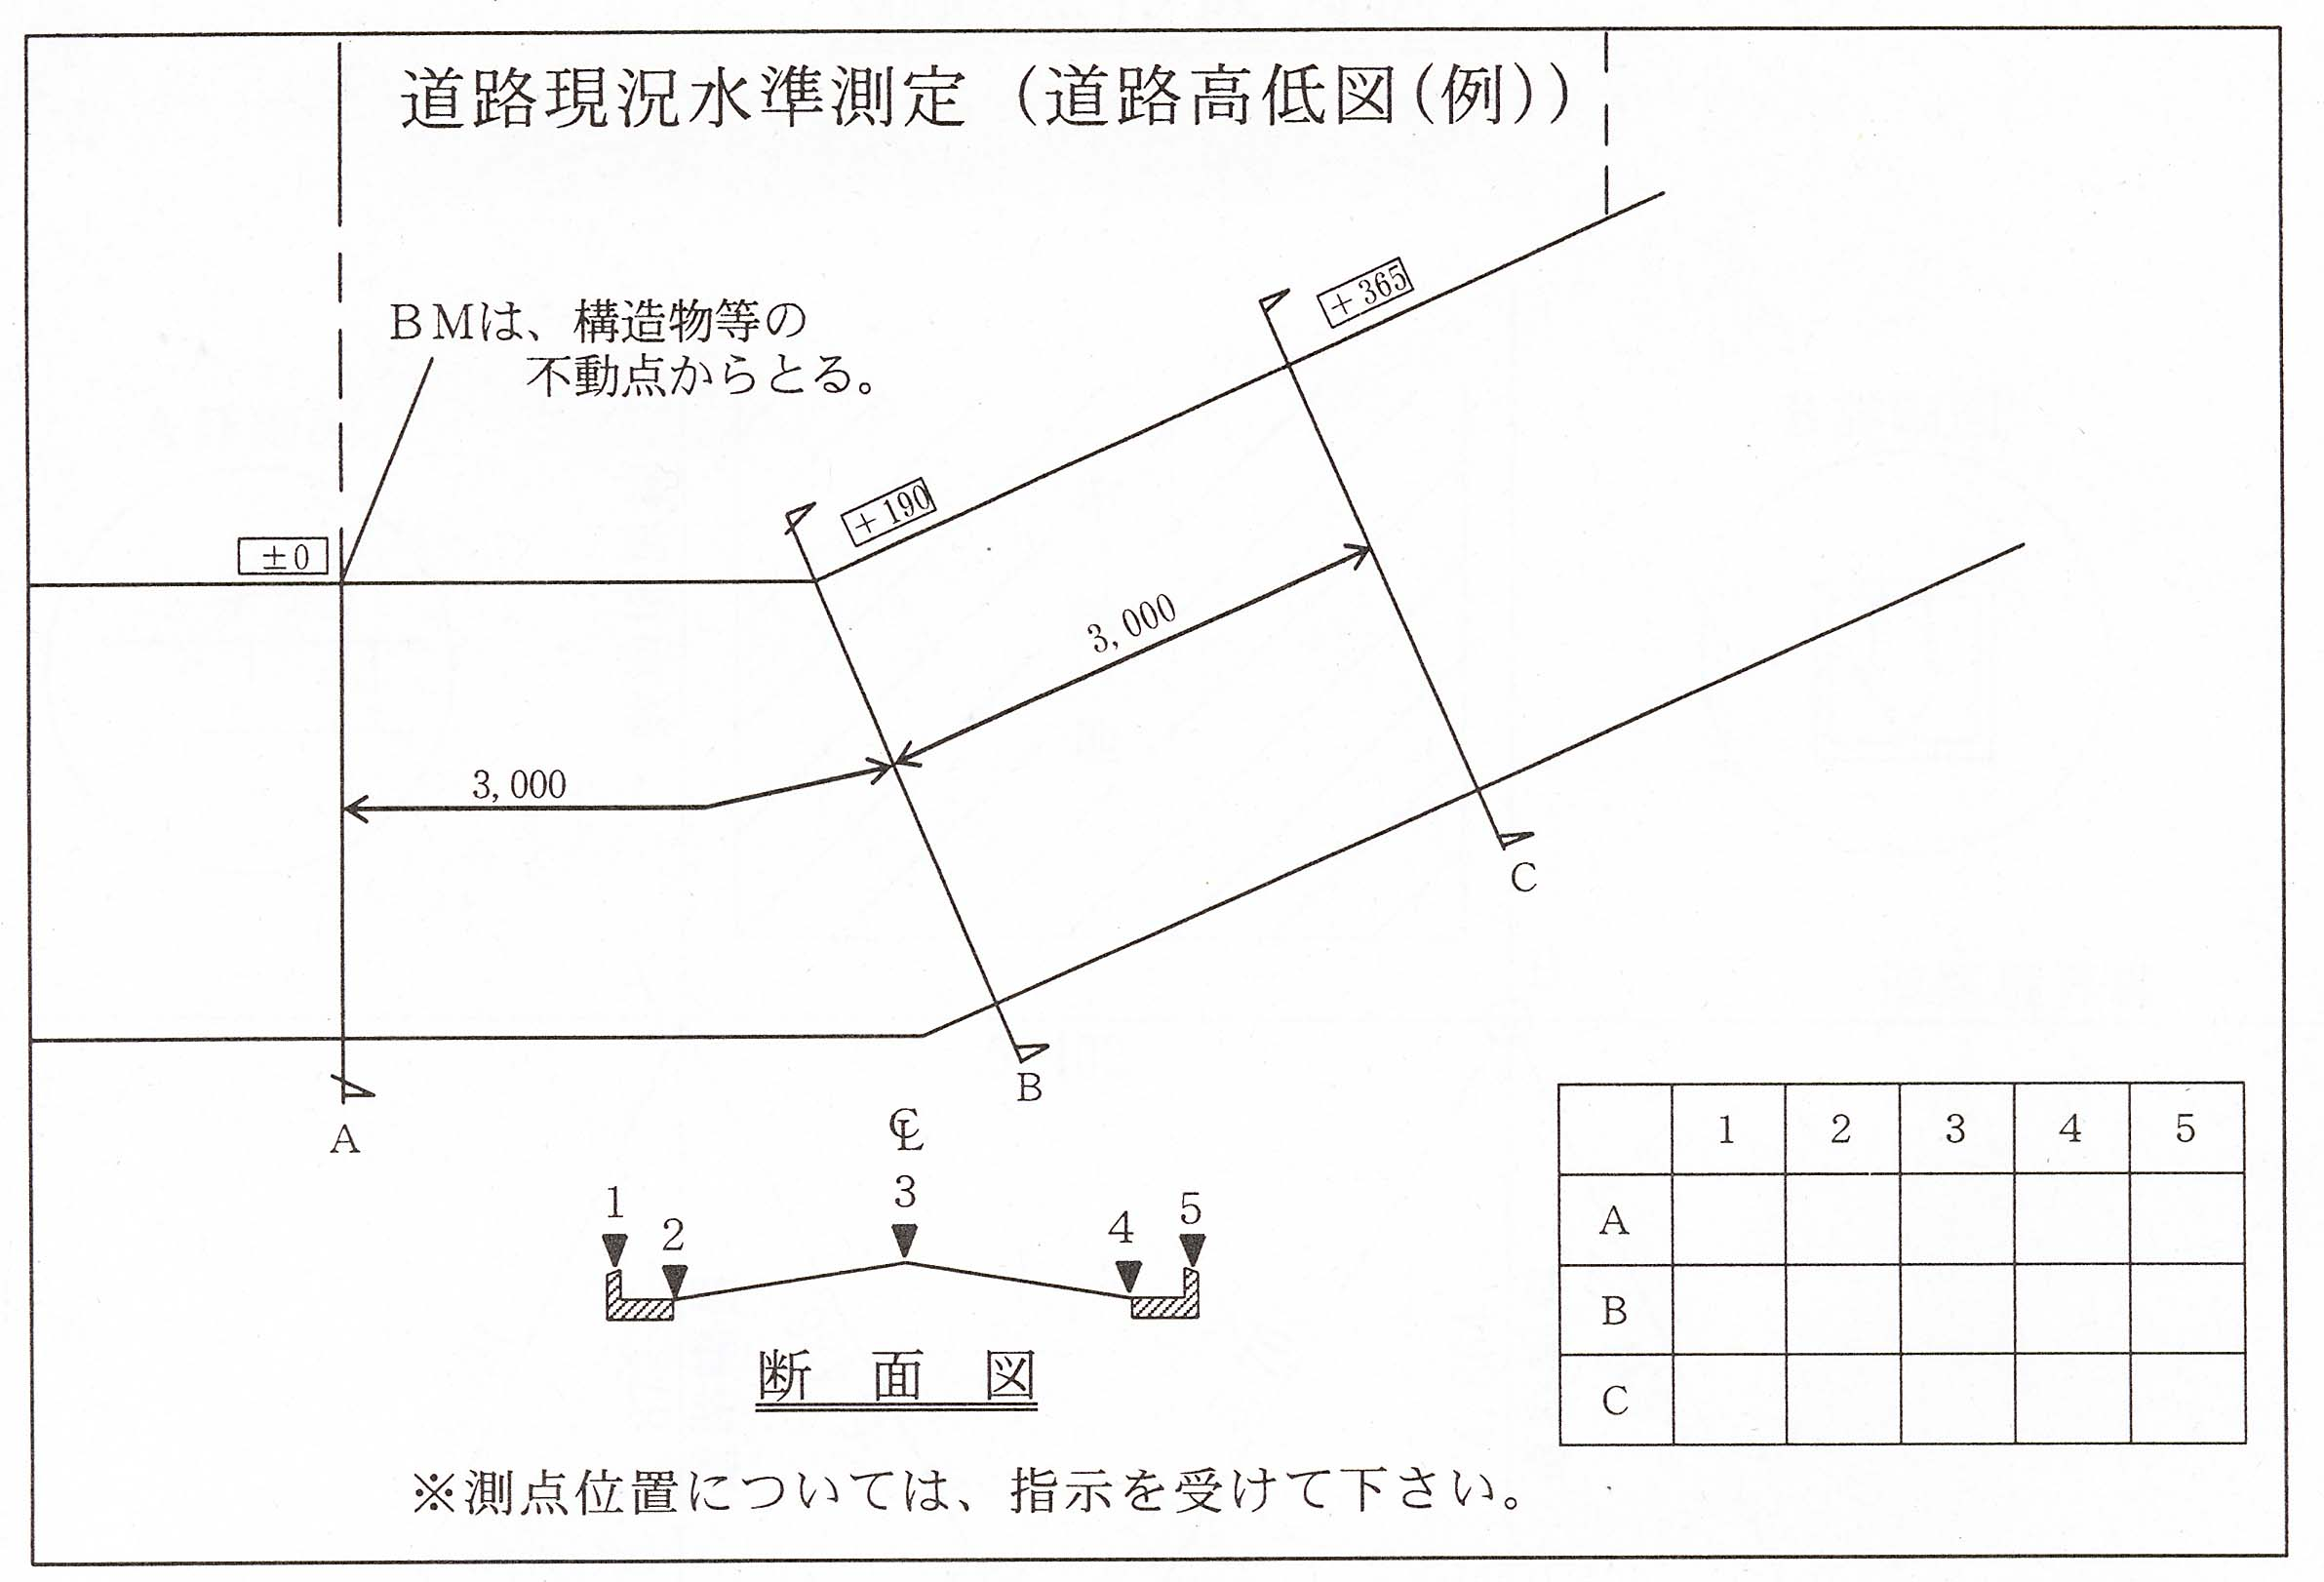 道路現況水準測定（道路高低図(例)）
BMは、構造物等の
不動点からとる。
+365
+190
±0
3,000
3,000
C
B
A
℄
1 2 3 4 5
断 面 図
1 2 3 4 5
A
B
C
※測点位置については、指示を受けて下さい。